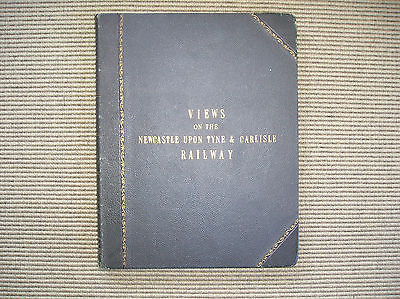 VIEWS
ON THE
NEWCASTLE UPON TYNE & CARLISLE
RAILWAY